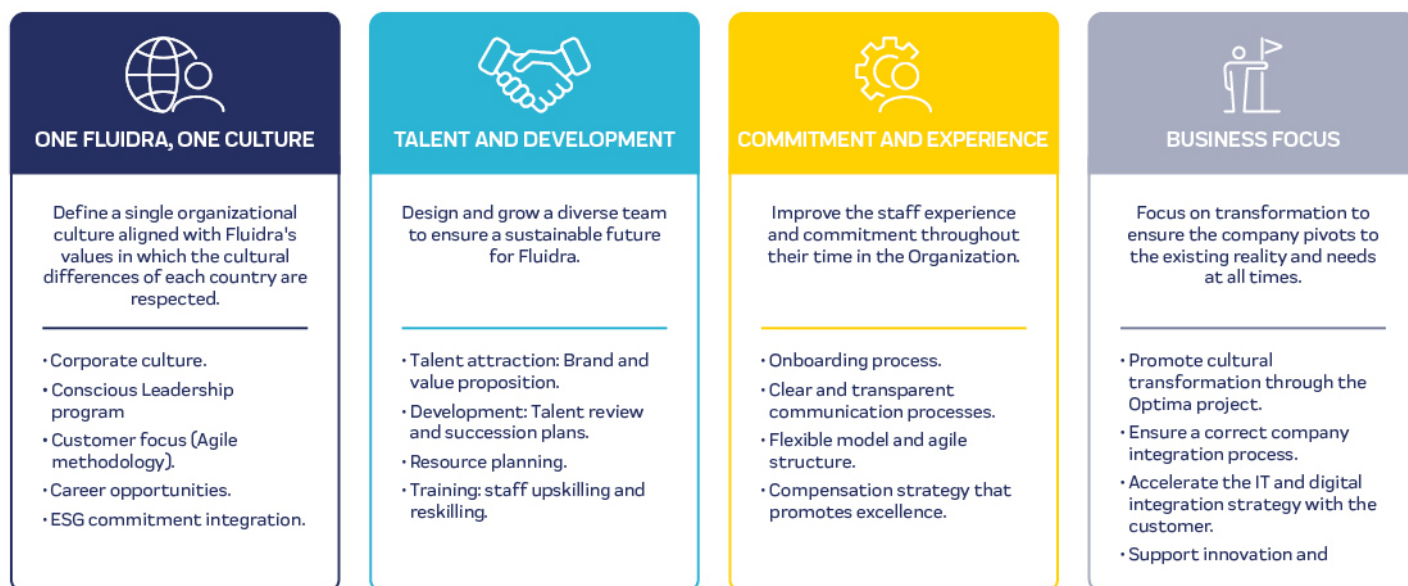 ONE FLUIDRA, ONE CULTURE
Define a single organizational
culture aligned with Fluidra's
values in which the cultural
differences of each country are
respected.
· Corporate culture.
· Conscious Leadership
program
· Customer focus (Agile
methodology).
· Career opportunities.
· ESG commitment integration.
TALENT AND DEVELOPMENT
Design and grow a diverse team
to ensure a sustainable future
for Fluidra.
· Talent attraction: Brand and
value proposition.
· Development: Talent review
and succession plans.
· Resource planning.
· Training: staff upskilling and
reskilling.
COMMITMENT AND EXPERIENCE
Improve the staff experience
and commitment throughout
their time in the Organization.
· Onboarding process.
· Clear and transparent
communication processes.
· Flexible model and agile
structure.
· Compensation strategy that
promotes excellence.
BUSINESS FOCUS
Focus on transformation to
ensure the company pivots to
the existing reality and needs
at all times.
· Promote cultural
transformation through the
Optima project.
· Ensure a correct company
integration process.
· Accelerate the IT and digital
integration strategy with the
customer.
· Support innovation and